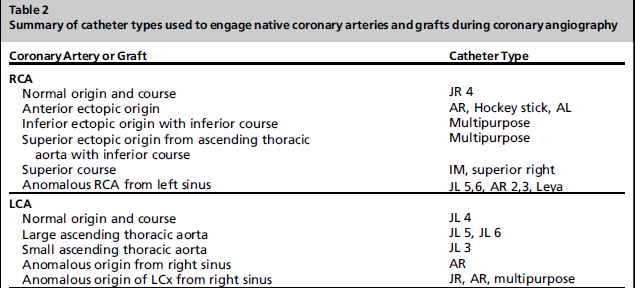 Table 2
Summary of catheter types used to engage native coronary arteries and grafts during coronary angiography
Coronary Artery or Graft Catheter Type
RCA
Normal origin and course JR 4
Anterior ectopic origin AR, Hockey stick, AL
Inferior ectopic origin with inferior course Multipurpose
Superior ectopic origin from ascending thoracic Multipurpose
aorta with inferior course
Superior course IM, superior right
Anomalous RCA from left sinus JL 5,6, AR 2,3, Leya
LCA
Normal origin and course JL 4
Large ascending thoracic aorta JL 5, JL 6
Small ascending thoracic aorta JL 3
Anomalous origin from right sinus AR
Anomalous origin of LCx from right sinus JR, AR, multipurpose